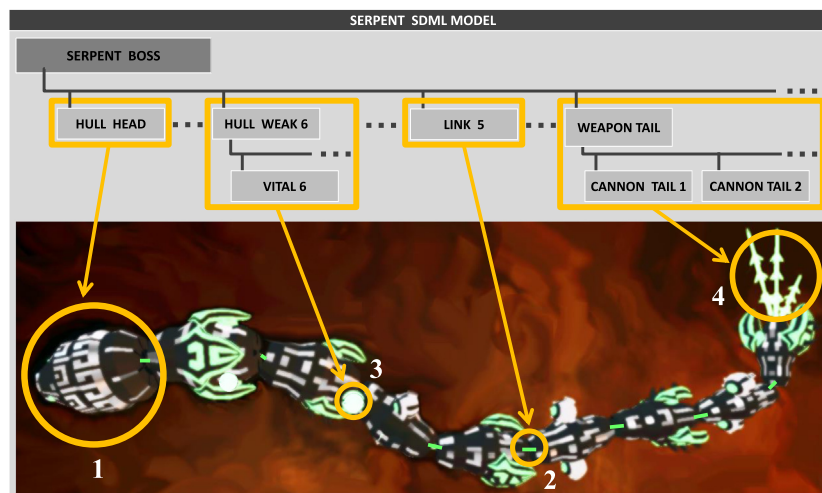 SERPENT SDML MODEL
SERPENT BOSS
HULL HEAD
HULL WEAK 6
LINK 5
WEAPON TAIL
VITAL 6
CANNON TAIL 1
CANNON TAIL 2
4
3
1
2